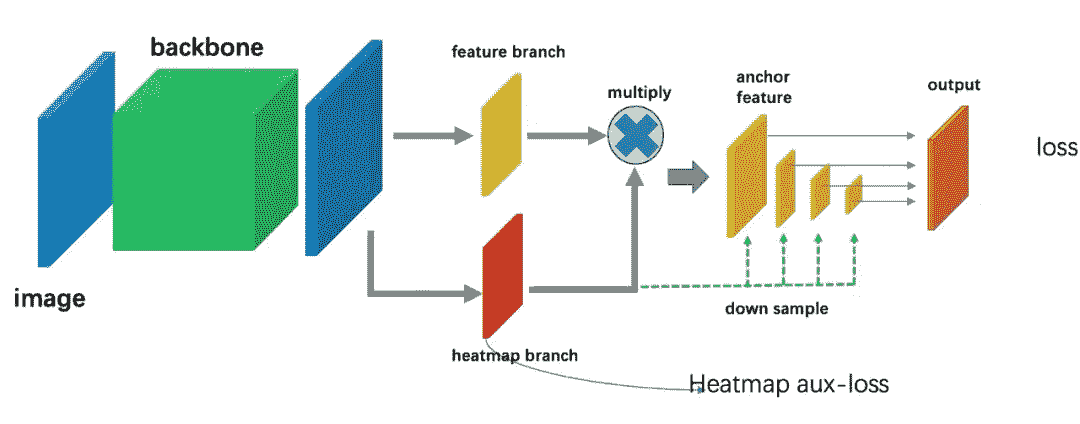 backbone
image
feature branch
multiply
heatmap branch
anchor
feature
output
loss
down sample
Heatmap aux-loss